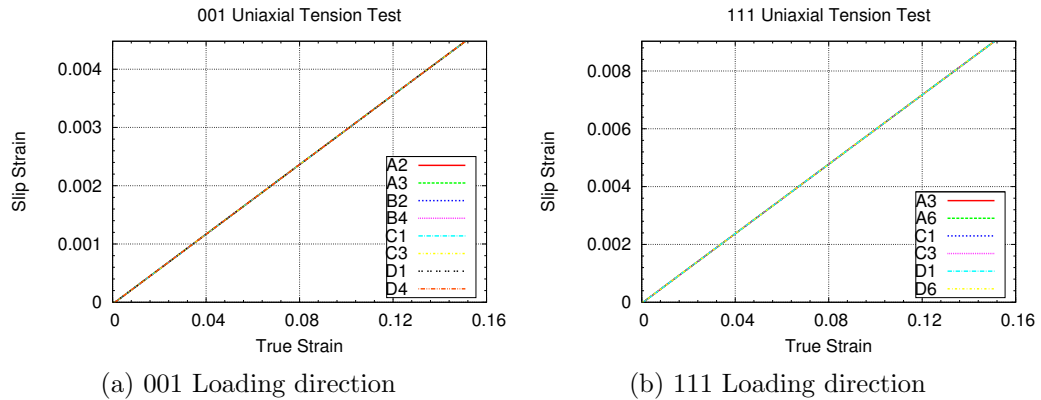 001 Uniaxial Tension Test
Slip Strain
0.004
0.003
0.002
0.001
0
A2
A3
B2
B4
C1
C3
D1
D4
0 0.04 0.08 0.12 0.16
True Strain
(a) 001 Loading direction
111 Uniaxial Tension Test
Slip Strain
0.008
0.006
0.004
0.002
0
A3
A6
C1
C3
D1
D6
0 0.04 0.08 0.12 0.16
True Strain
(b) 111 Loading direction